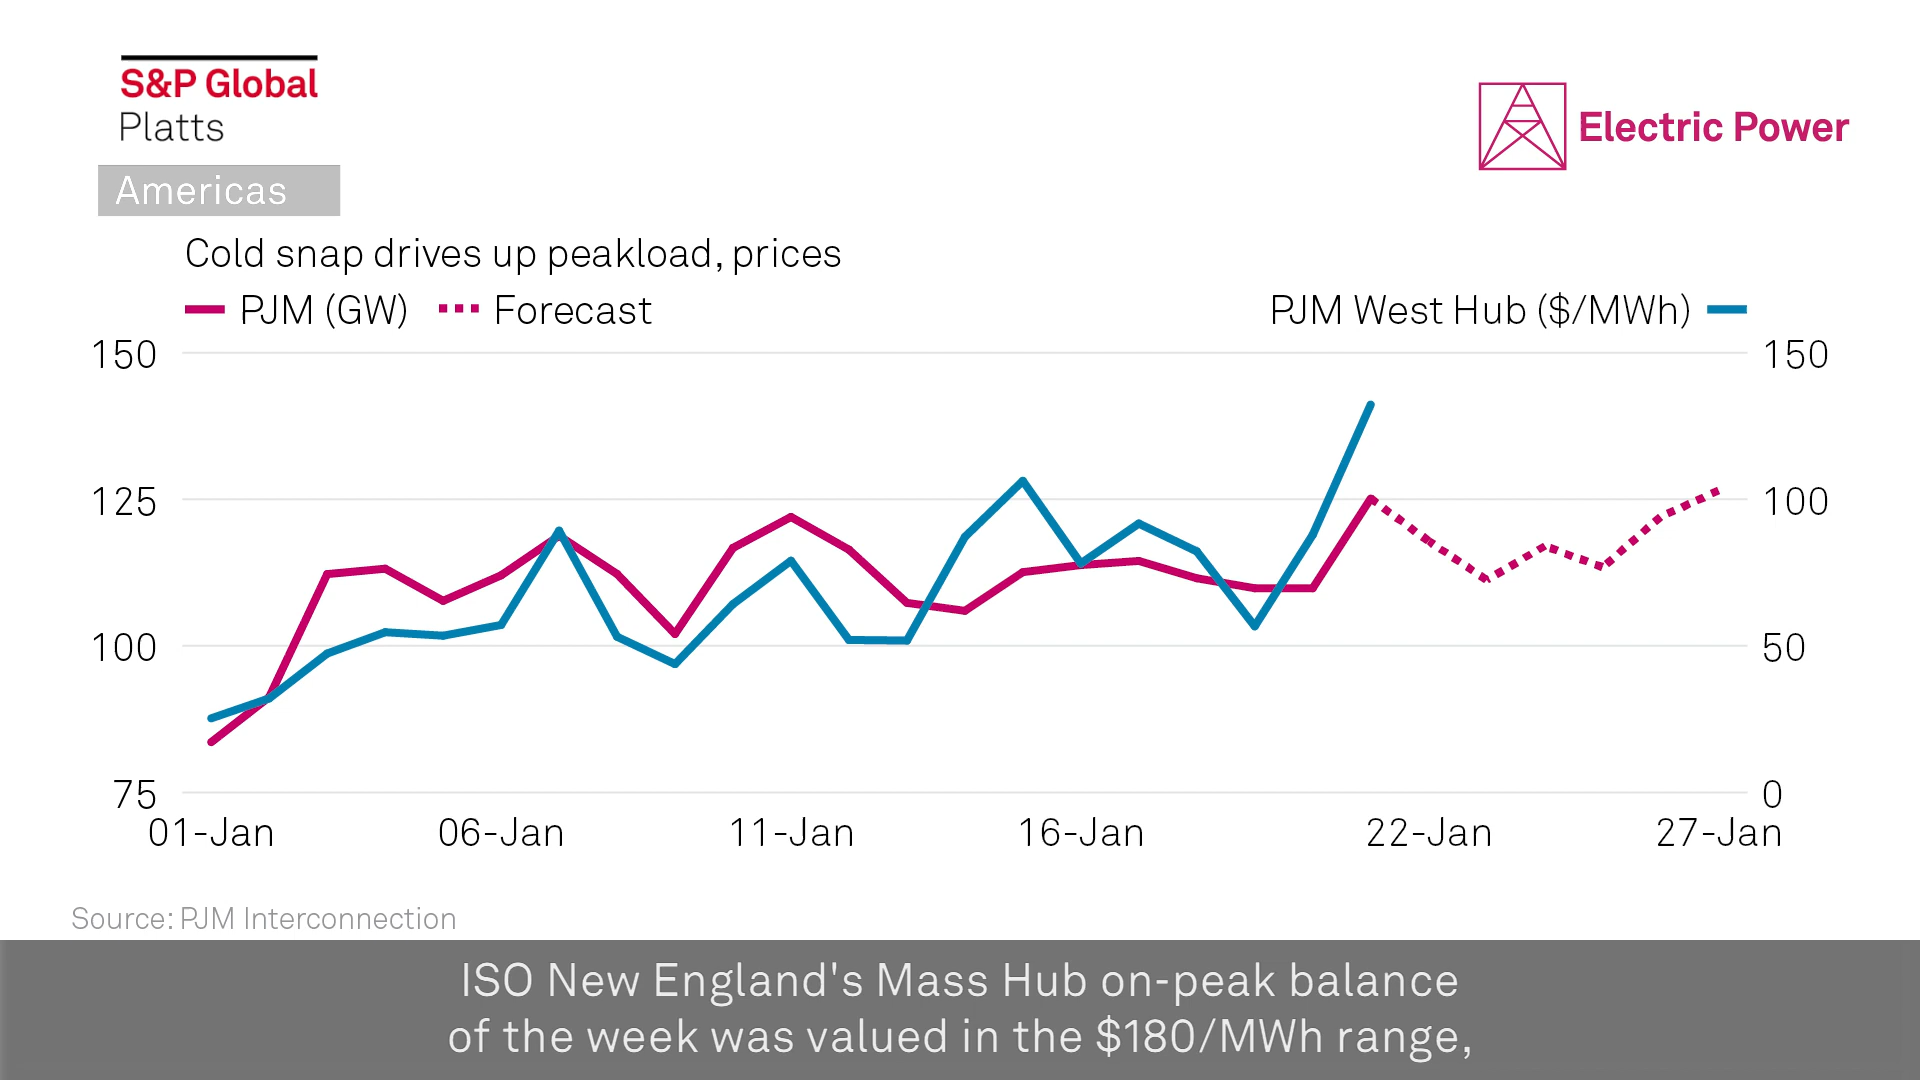 S&P Global
Platts
Americas
Electric Power
Cold snap drives up peakload, prices
PJM (GW) Forecast PJM West Hub ($/MWh)
150 150
125 100
100 50
75 0
01-Jan 06-Jan 11-Jan 16-Jan 22-Jan 27-Jan
Source: PJM Interconnection
ISO New England's Mass Hub on-peak balance
of the week was valued in the $180/MWh range,